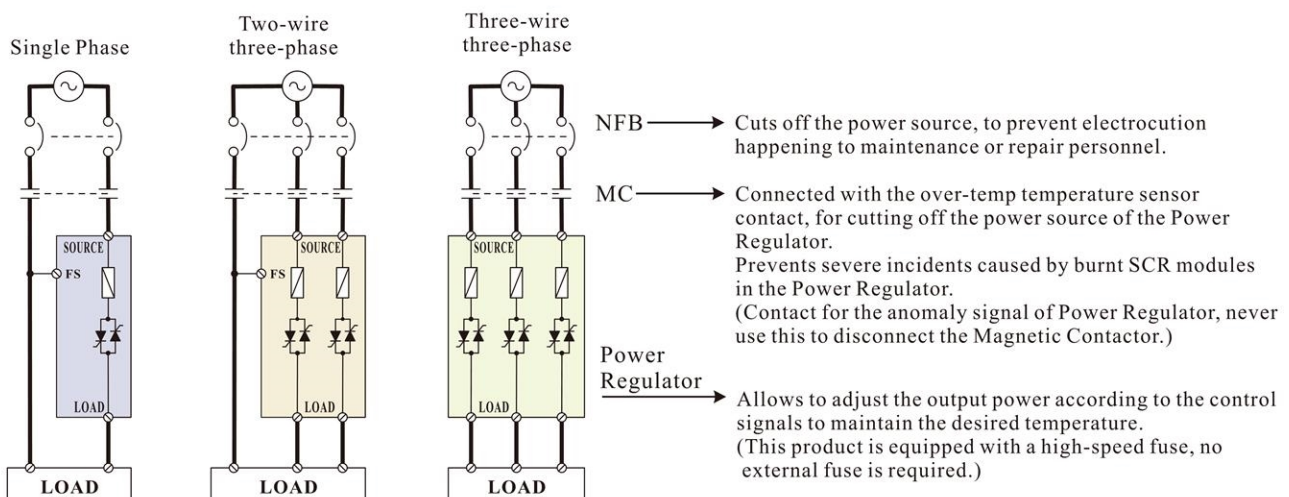 Single Phase
Two-wire
three-phase
Three-wire
three-phase
NFB
Cuts off the power source, to prevent electrocution
happening to maintenance or repair personnel.
MC
Connected with the over-temp temperature sensor
contact, for cutting off the power source of the Power
Regulator.
Prevents severe incidents caused by burnt SCR modules
in the Power Regulator.
(Contact for the anomaly signal of Power Regulator, never
use this to disconnect the Magnetic Contactor.)
SOURCE
FS
LOAD
SOURCE
FS
LOAD
SOURCE
LOAD
Power
Regulator
Allows to adjust the output power according to the control
signals to maintain the desired temperature.
(This product is equipped with a high-speed fuse, no
external fuse is required.)
LOAD
LOAD
LOAD